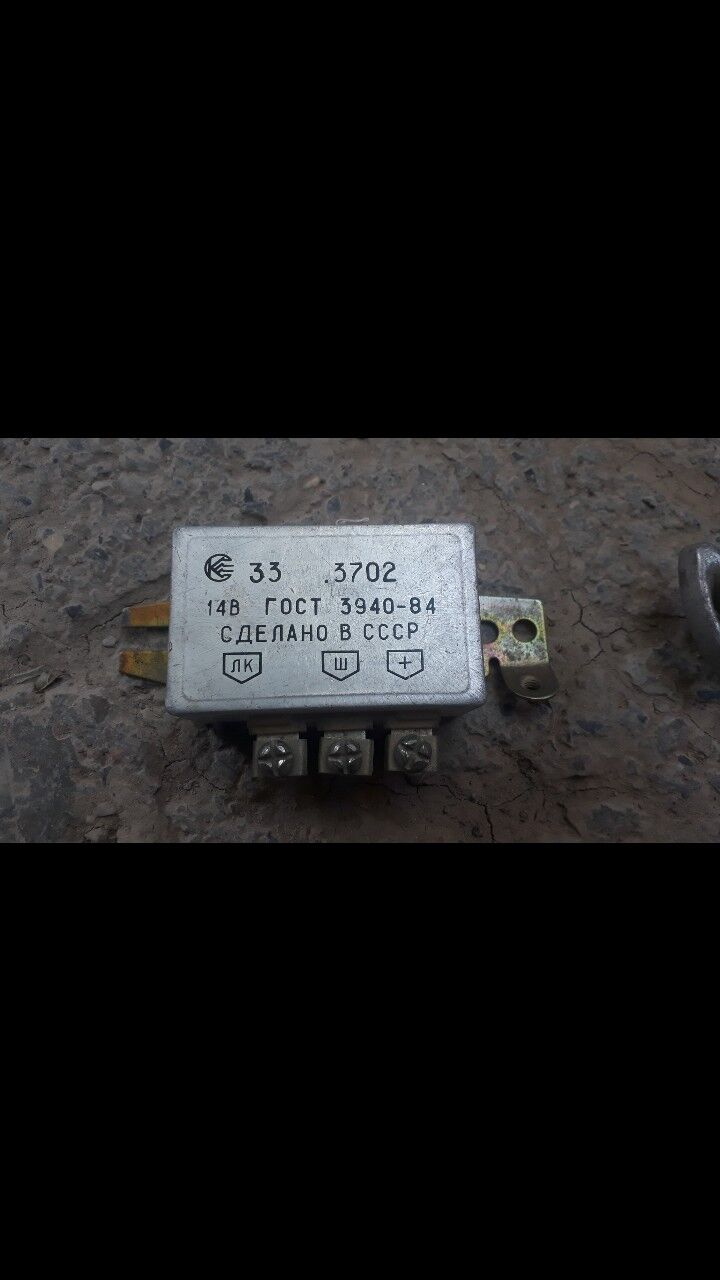 33 .3702
14В ГОСТ 3940-84
СДЕЛАНО В СССР
ЛК Ш +